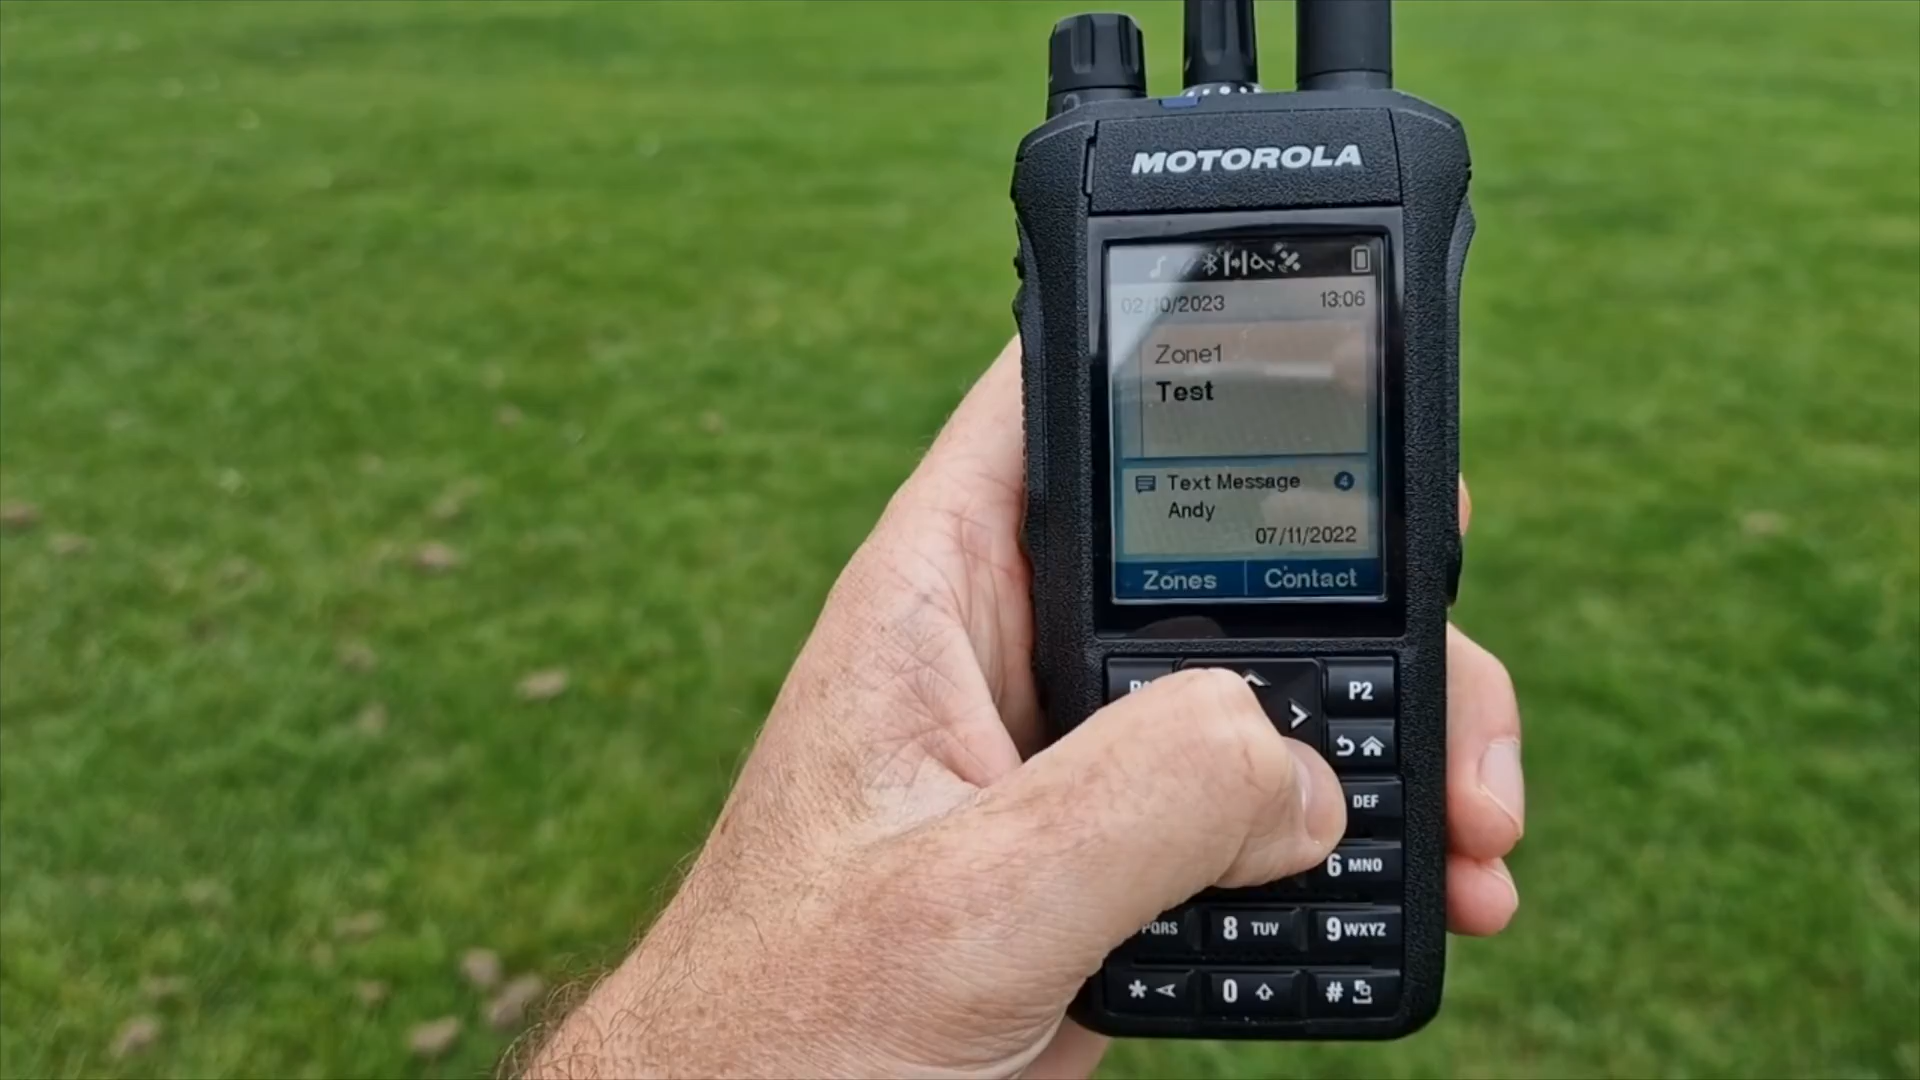 MOTOROLA
02/10/2023 13:06
Zone1
Test
Text Message 4
Andy
07/11/2022
Zones Contact
P2
DEF
6 MNO
PQRS 8 TUV 9 WXYZ
* 0 #